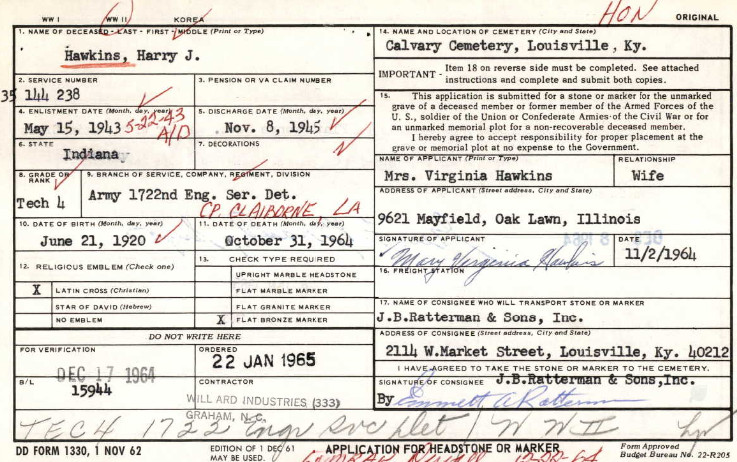 WW I WW II KOREA HON ORIGINAL
1. NAME OF DECEASED - LAST - FIRST - MIDDLE (Print or Type)
Hawkins, Harry J.
14. NAME AND LOCATION OF CEMETERY (City and State)
Calvary Cemetery, Louisville, Ky.
IMPORTANT - Item 18 on reverse side must be completed. See attached
instructions and complete and submit both copies.
2. SERVICE NUMBER
35 144 238
3. PENSION OR VA CLAIM NUMBER
15. This application is submitted for a stone or marker for the unmarked
grave of a deceased member or former member of the Armed Forces of the
U. S., soldier of the Union or Confederate Armies of the Civil War or for
an unmarked memorial plot for a non-recoverable deceased member.
I hereby agree to accept responsibility for proper placement at the
grave or memorial plot at no expense to the Government.
4. ENLISTMENT DATE (Month, day, year)
May 15, 1943 5-22-43
A/D
5. DISCHARGE DATE (Month, day, year)
Nov. 8, 1945
6. STATE
Indiana
7. DECORATIONS
NAME OF APPLICANT (Print or Type)
Mrs. Virginia Hawkins
RELATIONSHIP
Wife
8. GRADE OR
RANK
Tech 4
9. BRANCH OF SERVICE, COMPANY, REGIMENT, DIVISION
Army 1722nd Eng. Ser. Det.
CP. CLAIBORNE, LA
ADDRESS OF APPLICANT (Street address, City and State)
9621 Mayfield, Oak Lawn, Illinois
10. DATE OF BIRTH (Month, day, year)
June 21, 1920
11. DATE OF DEATH (Month, day, year)
October 31, 1964
SIGNATURE OF APPLICANT
Mary Virginia Hawkins
DATE
11/2/1964
12. RELIGIOUS EMBLEM (Check one)
X LATIN CROSS (Christian)
STAR OF DAVID (Hebrew)
NO EMBLEM
13. CHECK TYPE REQUIRED
UPRIGHT MARBLE HEADSTONE
FLAT MARBLE MARKER
FLAT GRANITE MARKER
X FLAT BRONZE MARKER
16. FREIGHT STATION
17. NAME OF CONSIGNEE WHO WILL TRANSPORT STONE OR MARKER
J.B.Ratterman & Sons, Inc.
DO NOT WRITE HERE
ADDRESS OF CONSIGNEE (Street address, City and State)
2114 W.Market Street, Louisville, Ky. 40212
FOR VERIFICATION
DEC 17 1964
ORDERED
22 JAN 1965
I HAVE AGREED TO TAKE THE STONE OR MARKER TO THE CEMETERY.
B/L
15944
CONTRACTOR
WILLARD INDUSTRIES (333)
GRAHAM, N.C.
SIGNATURE OF CONSIGNEE J.B.Ratterman & Sons,Inc.
By Emmett A Ratterman
TEC 4 1722 Engr Svc Det / WW II
DD FORM 1330, 1 NOV 62
EDITION OF 1 DEC 61
MAY BE USED.
APPLICATION FOR HEADSTONE OR MARKER
Form Approved
Budget Bureau No. 22-R205